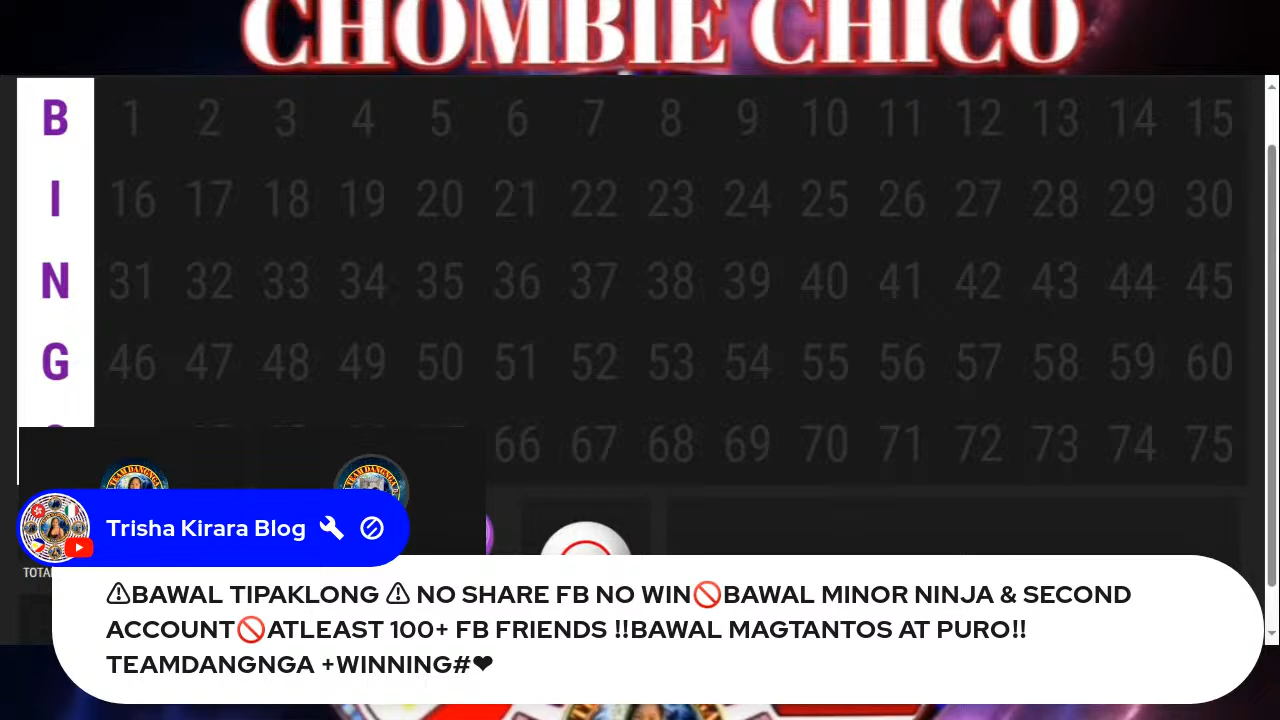 CHOMBIE CHICO
B 1 2 3 4 5 6 7 8 9 10 11 12 13 14 15
I 16 17 18 19 20 21 22 23 24 25 26 27 28 29 30
N 31 32 33 34 35 36 37 38 39 40 41 42 43 44 45
G 46 47 48 49 50 51 52 53 54 55 56 57 58 59 60
66 67 68 69 70 71 72 73 74 75
TEAM DANGNGA
TEAM DANGNGA
Trisha Kirara Blog
⚠BAWAL TIPAKLONG ⚠ NO SHARE FB NO WIN🚫BAWAL MINOR NINJA & SECOND
ACCOUNT🚫ATLEAST 100+ FB FRIENDS !!BAWAL MAGTANTOS AT PURO!!
TEAMDANGNGA +WINNING#❤